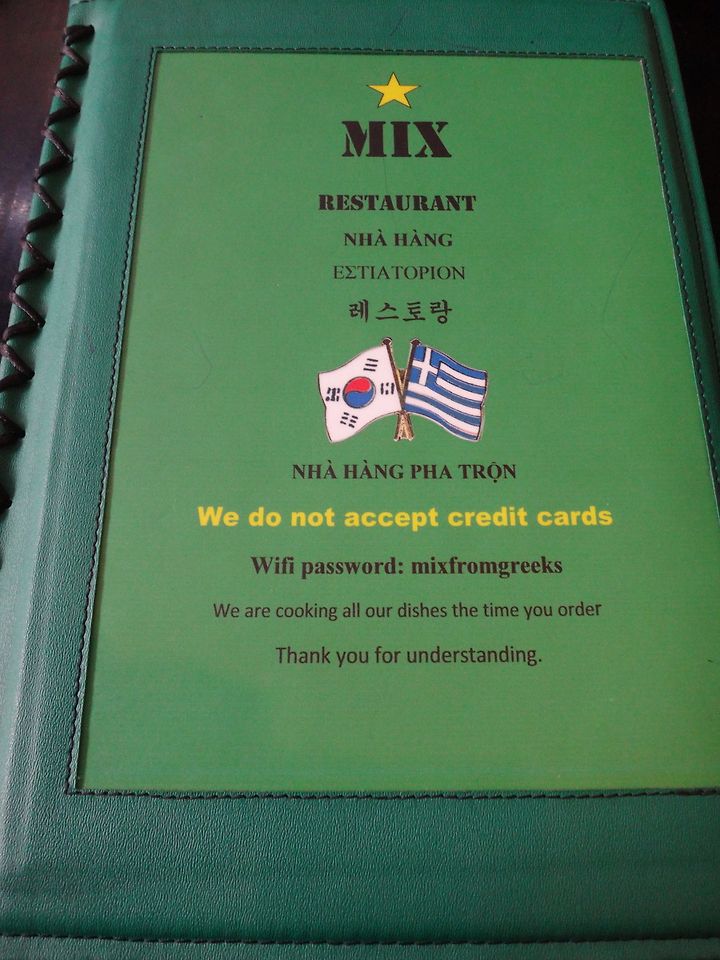 MIX
RESTAURANT
NHÀ HÀNG
ΕΣΤΙΑΤΟΡΙΟΝ
레스토랑
NHÀ HÀNG PHA TRỘN
We do not accept credit cards
Wifi password: mixfromgreeks
We are cooking all our dishes the time you order
Thank you for understanding.